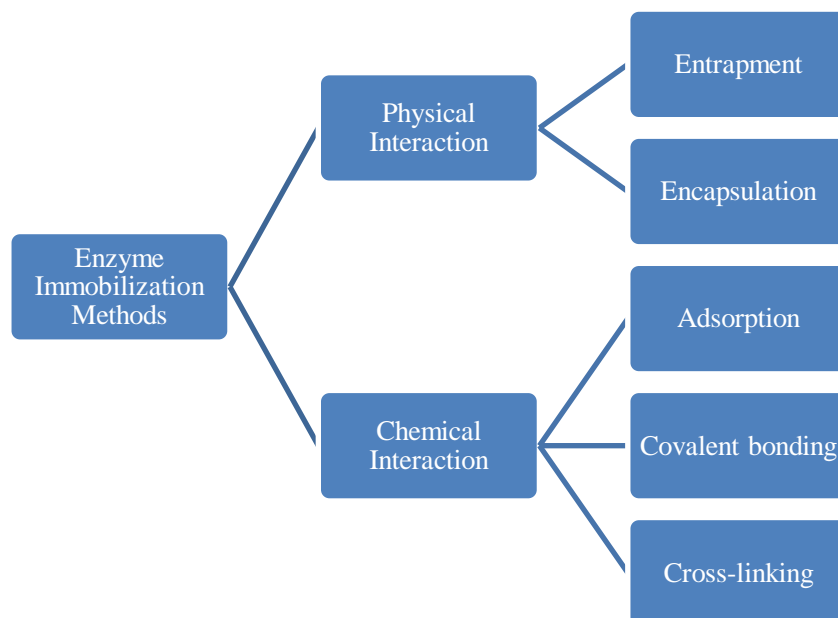 Enzyme
Immobilization
Methods
Physical
Interaction
Entrapment
Encapsulation
Chemical
Interaction
Adsorption
Covalent bonding
Cross-linking